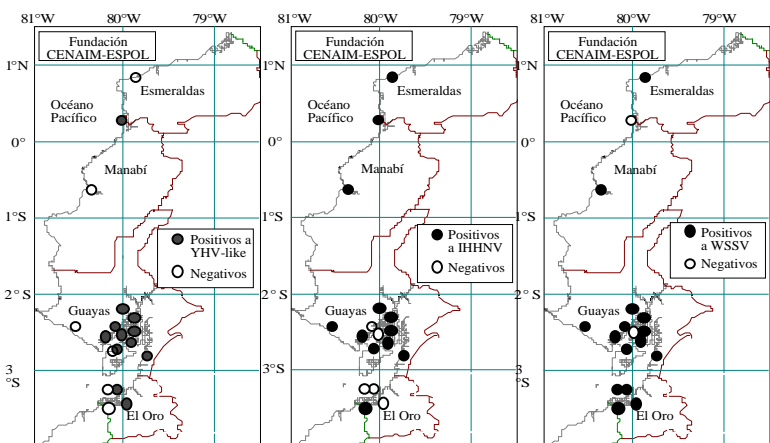 81°W
80°W
79°W
81°W
80°W
79°W
81°W
80°W
79°W
Fundación
CENAIM-ESPOL
1°N
Esmeraldas
Océano
Pacífico
0°
Manabí
1°S
Positivos a
YHV-like
Negativos
2° S
Guayas
3
°S
El Oro
Fundación
CENAIM-ESPOL
1°N
Esmeraldas
Océano
Pacífico
0°
Manabí
1°S
Positivos
a IHHNV
Negativos
2° S
Guayas
3°S
El Oro
Fundación
CENAIM-ESPOL
1°N
Esmeraldas
Océano
Pacífico
0°
Manabí
1°S
Positivos
a WSSV
Negativos
2° S
Guayas
3
°S
El Oro